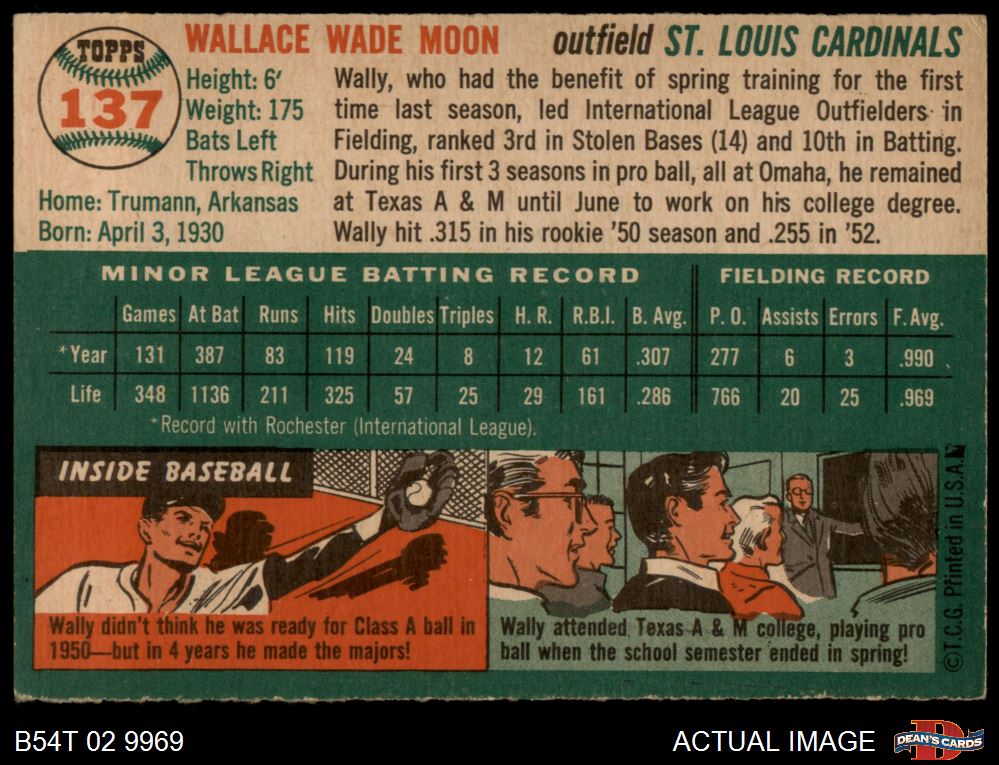 TOPPS
137
WALLACE WADE MOON outfield ST. LOUIS CARDINALS
Height: 6'
Weight: 175
Bats Left
Throws Right
Home: Trumann, Arkansas
Born: April 3, 1930
Wally, who had the benefit of spring training for the first
time last season, led International League Outfielders in
Fielding, ranked 3rd in Stolen Bases (14) and 10th in Batting.
During his first 3 seasons in pro ball, all at Omaha, he remained
at Texas A & M until June to work on his college degree.
Wally hit .315 in his rookie '50 season and .255 in '52.
MINOR LEAGUE BATTING RECORD FIELDING RECORD
Games At Bat Runs Hits Doubles Triples H. R. R.B.I. B. Avg. P. O. Assists Errors F. Avg.
*Year 131 387 83 119 24 8 12 61 .307 277 6 3 .990
Life 348 1136 211 325 57 25 29 161 .286 766 20 25 .969
*Record with Rochester (International League).
INSIDE BASEBALL
Wally didn't think he was ready for Class A ball in
1950—but in 4 years he made the majors!
Wally attended Texas A & M college, playing pro
ball when the school semester ended in spring!
©T.C.G. Printed in U.S.A.
B54T 02 9969
ACTUAL IMAGE
DEAN'S CARDS